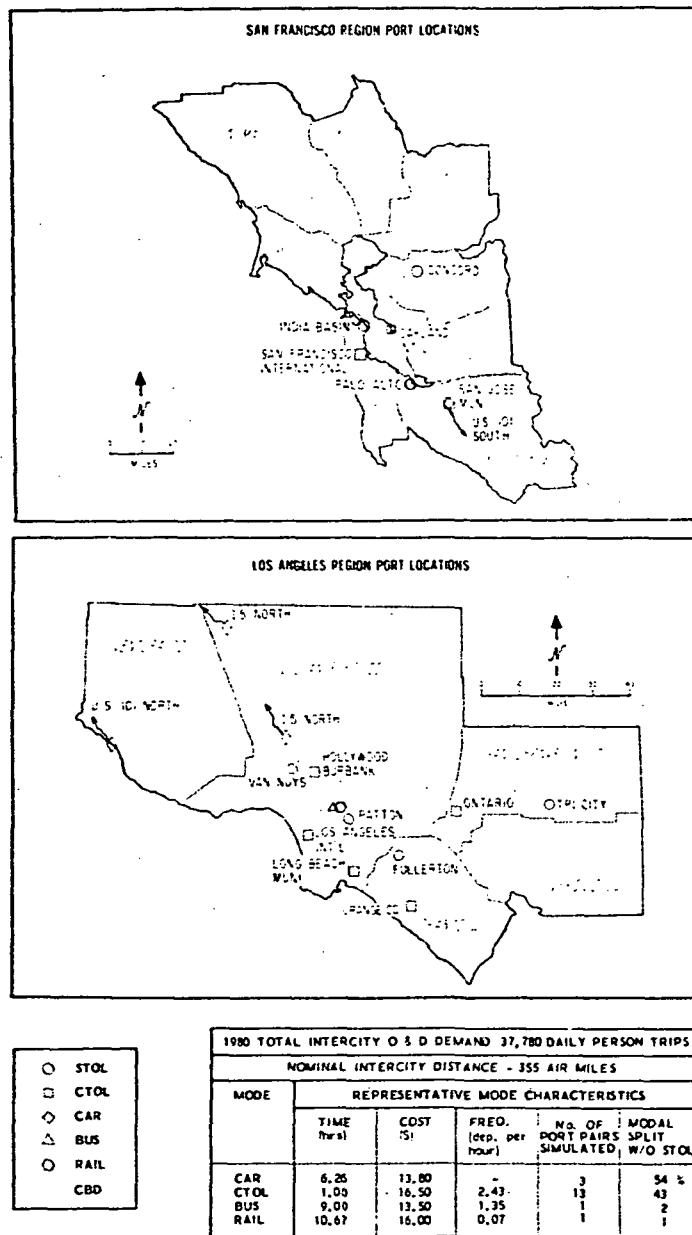 SAN FRANCISCO REGION PORT LOCATIONS
CONCORD
INDIA BASIN
OAKLAND
SAN FRANCISCO
INTERNATIONAL
PALO ALTO
SAN JOSE
MUN
U.S. 101
SOUTH
N
MILES
LOS ANGELES REGION PORT LOCATIONS
I-5 NORTH
N
U.S. 101 NORTH
I-5 NORTH
HOLLYWOOD
BURBANK
VAN NUYS
ONTARIO
TRI-CITY
PATTON
LOS ANGELES
INT'L
LONG BEACH
MUNI
FULLERTON
ORANGE CO
STOL
CTOL
CAR
BUS
RAIL
CBD
1980 TOTAL INTERCITY O & D DEMAND 37,780 DAILY PERSON TRIPS
NOMINAL INTERCITY DISTANCE - 355 AIR MILES
MODE REPRESENTATIVE MODE CHARACTERISTICS
TIME (hrs) COST ($) FREQ. (dep. per hour) No. OF PORT PAIRS SIMULATED MODAL SPLIT W/O STOL
CAR 6.26 13.80 - 3 54 %
CTOL 1.00 16.50 2.43 13 43
BUS 9.00 13.50 1.35 1 2
RAIL 10.67 16.00 0.07 1 1